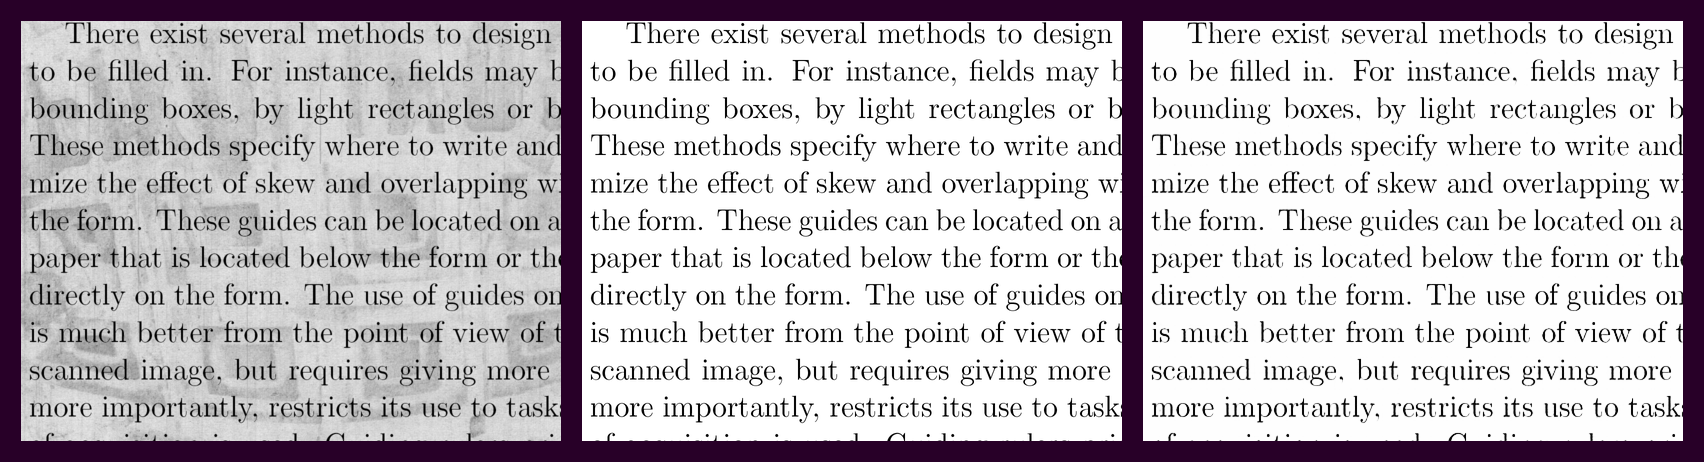 There exist several methods to design
to be filled in. For instance, fields may b
bounding boxes, by light rectangles or b
These methods specify where to write and
mize the effect of skew and overlapping wi
the form. These guides can be located on a
paper that is located below the form or the
directly on the form. The use of guides on
is much better from the point of view of t
scanned image, but requires giving more
more importantly, restricts its use to tasks
There exist several methods to design
to be filled in. For instance, fields may b
bounding boxes, by light rectangles or b
These methods specify where to write and
mize the effect of skew and overlapping wi
the form. These guides can be located on a
paper that is located below the form or the
directly on the form. The use of guides on
is much better from the point of view of t
scanned image, but requires giving more
more importantly, restricts its use to tasks
There exist several methods to design
to be filled in. For instance. fields may b
bounding boxes. by light rectangles or b
These methods specify where to write and
mize the effect of skew and overlapping wi
the form. These guides can be located on a
paper that is located below the form or the
directly on the form. The use of guides on
is much better from the point of view of t
scanned image. but requires giving more
more importantly. restricts its use to tasks